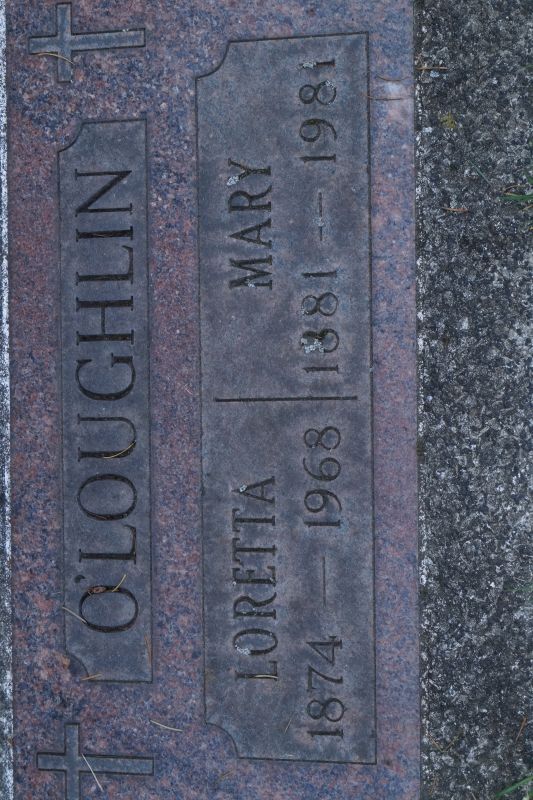 O'LOUGHLIN
LORETTA
1874 — 1968
MARY
1881 — 1981